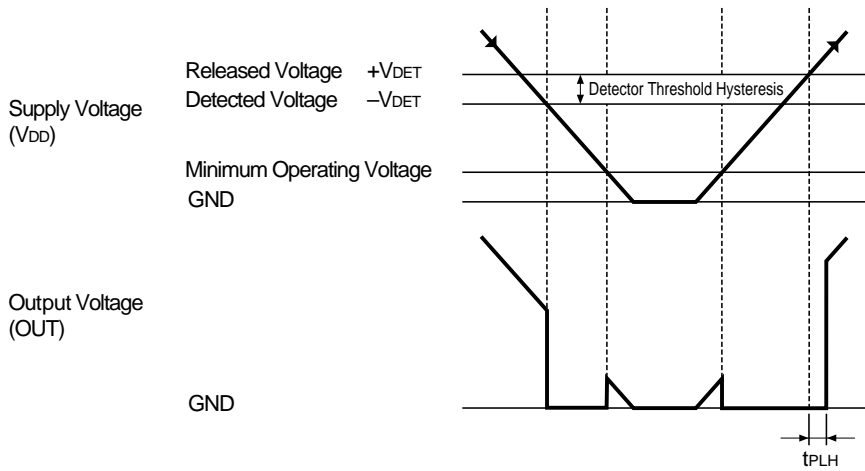 Released Voltage +VDET
Detector Threshold Hysteresis
Supply Voltage
(VDD)
Detected Voltage –VDET
Minimum Operating Voltage
GND
Output Voltage
(OUT)
GND
tPLH